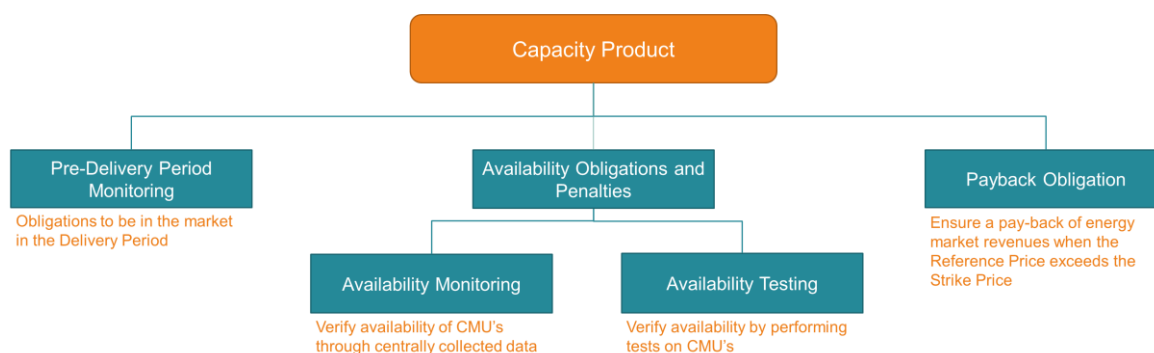 Capacity Product
Pre-Delivery Period
Monitoring
Obligations to be in the market
in the Delivery Period
Availability Obligations and
Penalties
Payback Obligation
Ensure a pay-back of energy
market revenues when the
Reference Price exceeds the
Strike Price
Availability Monitoring
Verify availability of CMU's
through centrally collected data
Availability Testing
Verify availability by performing
tests on CMU's